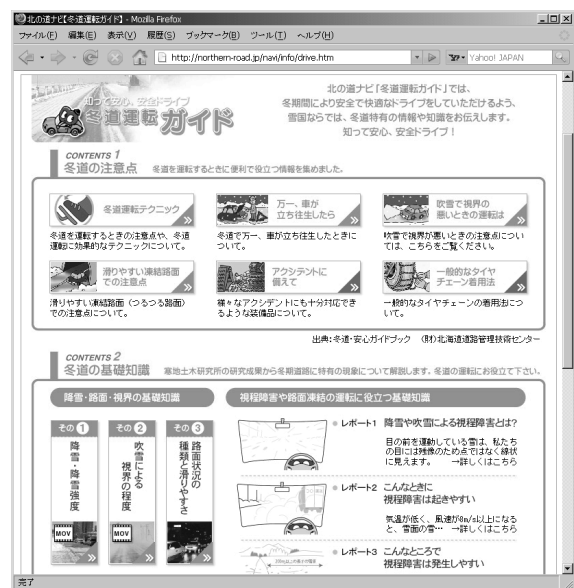 北の道ナビ【冬道運転ガイド】 - Mozilla Firefox
ファイル(F) 編集(E) 表示(V) 履歴(S) ブックマーク(B) ツール(T) ヘルプ(H)
http://northern-road.jp/navi/info/drive.htm
Yahoo! JAPAN
知って安心、安全ドライブ
冬道運転ガイド
北の道ナビ「冬道運転ガイド」では、
冬期間により安全で快適なドライブをしていただけるよう、
雪国ならでは、冬道特有の情報や知識をお伝えします。
知って安心、安全ドライブ！
CONTENTS 1
冬道の注意点 冬道を運転するときに便利で役立つ情報を集めました。
冬道運転テクニック
万一、車が
立ち往生したら
吹雪で視界の
悪いときの運転は
冬道を運転するときの注意点や、冬道
運転に効果的なテクニックについて。
冬道で万一、車が立ち往生したときに
ついて。
吹雪で視界が悪いときの注意点につい
ては、こちらをご覧ください。
滑りやすい凍結路面
での注意点
アクシデントに
備えて
一般的なタイヤ
チェーン着用法
滑りやすい凍結路面（つるつる路面）
での注意点について。
様々なアクシデントにも十分対応でき
るような装備品について。
一般的なタイヤチェーンの着用法につ
いて。
出典：冬道・安心ガイドブック （財）北海道道路管理技術センター
CONTENTS 2
冬道の基礎知識 寒地土木研究所の研究成果から冬期道路に特有の現象について解説します。冬道の運転にお役立て下さい。
降雪・路面・視界の基礎知識
その1
降雪・降雪強度
MOV
その2
吹雪による
視界の程度
MOV
その3
路面状況の
種類と滑りやすさ
視程障害や路面凍結の運転に役立つ基礎知識
レポート1 降雪や吹雪による視程障害とは？
目の前を運動している雪は、私たち
の目には残像のため点ではなく線状
に見えます。 →詳しくはこちら
レポート2 こんなときに
視程障害は起きやすい
気温が低く、風速が8m/s以上になる
と、雪面の雪… →詳しくはこちら
レポート3 こんなところで
視程障害は発生しやすい
完了